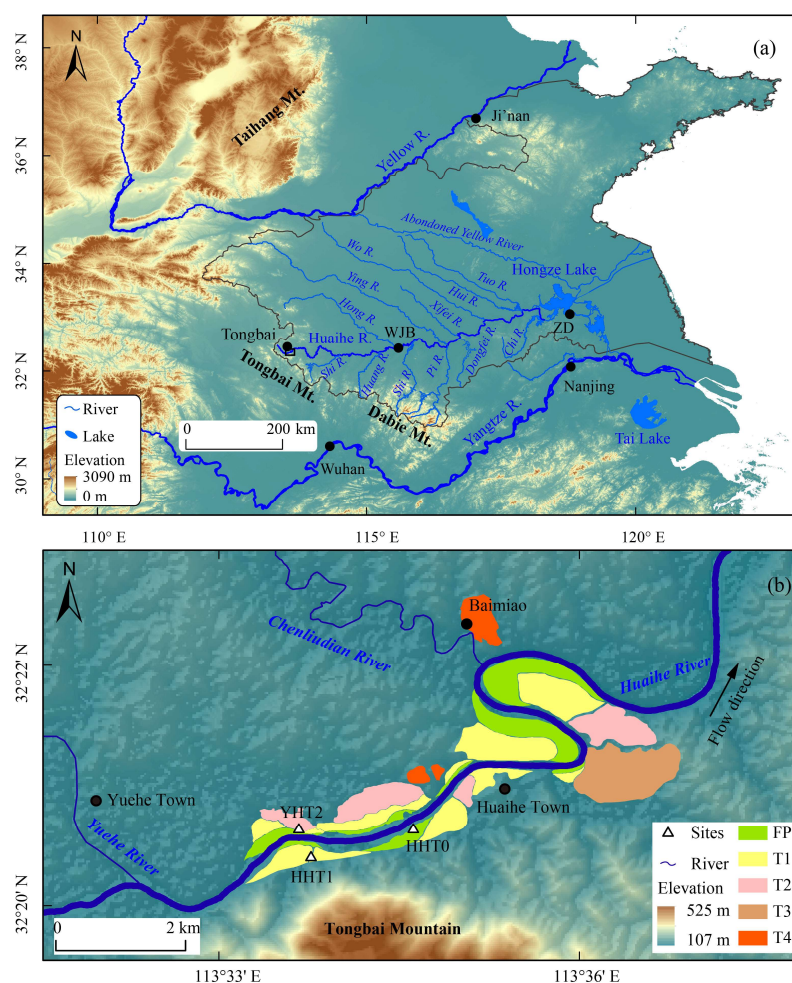 (a)
N
38° N
36° N
34° N
32° N
30° N
Taihang Mt.
Ji’nan
Yellow R.
Abandoned Yellow River
Wo R.
Tuo R.
Hongze Lake
Hui R.
Ying R.
Xifei R.
Hong R.
Tongbai
Huaihe R.
WJB
ZD
Shi R.
Huang R.
Shi R.
Pi R.
Dongfei R.
Chi R.
Tongbai Mt.
Dabie Mt.
Nanjing
Yangtze R.
Tai Lake
Wuhan
River
Lake
Elevation
3090 m
0 m
0 200 km
110° E 115° E 120° E
(b)
N
32°22' N
32°20' N
Baimiao
Chenliudian River
Huaihe River
Flow direction
Yuehe Town
YHT2
Huaihe Town
Yuehe River
HHT0
HHT1
Tongbai Mountain
0 2 km
Sites
River
Elevation
525 m
107 m
FP
T1
T2
T3
T4
113°33' E 113°36' E